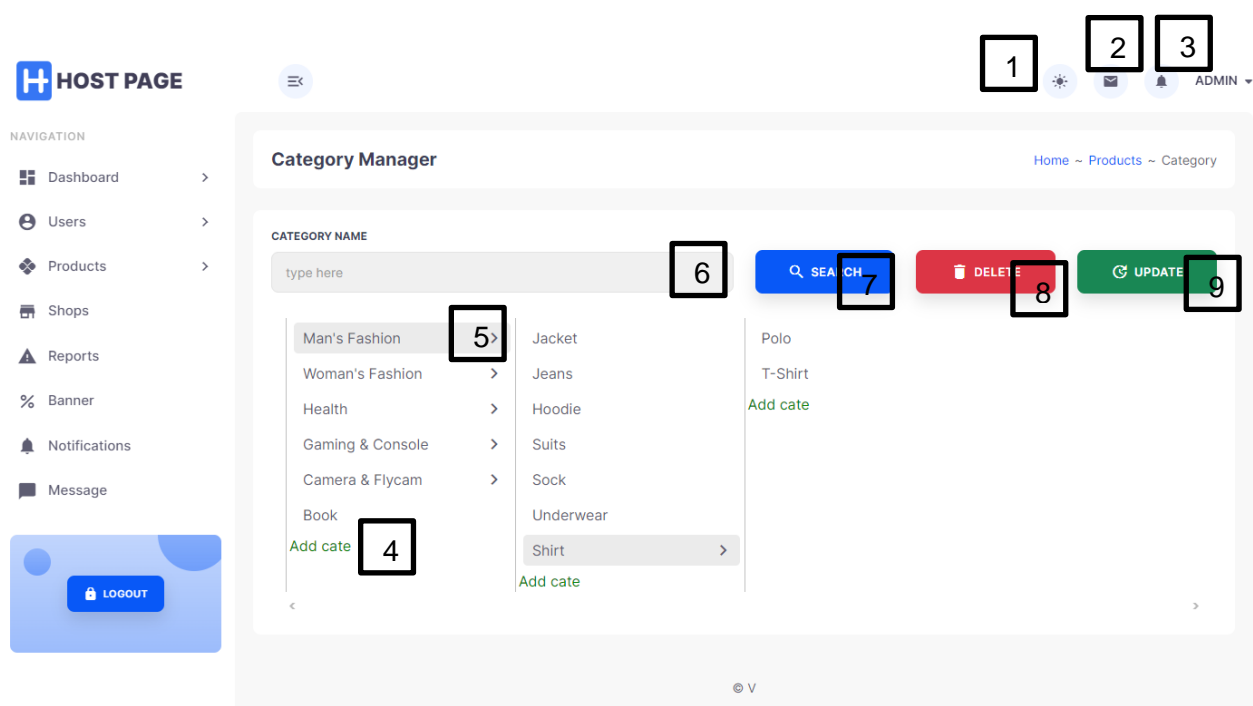 1
2
3
HOST PAGE
ADMIN
NAVIGATION
Dashboard
Users
Products
Shops
Reports
Banner
Notifications
Message
LOGOUT
Category Manager
Home ~ Products ~ Category
CATEGORY NAME
type here
6
SEARCH
7
DELETE
8
UPDATE
9
Man's Fashion
5
Woman's Fashion
Health
Gaming & Console
Camera & Flycam
Book
Add cate
4
Jacket
Jeans
Hoodie
Suits
Sock
Underwear
Shirt
Add cate
Polo
T-Shirt
Add cate
© V